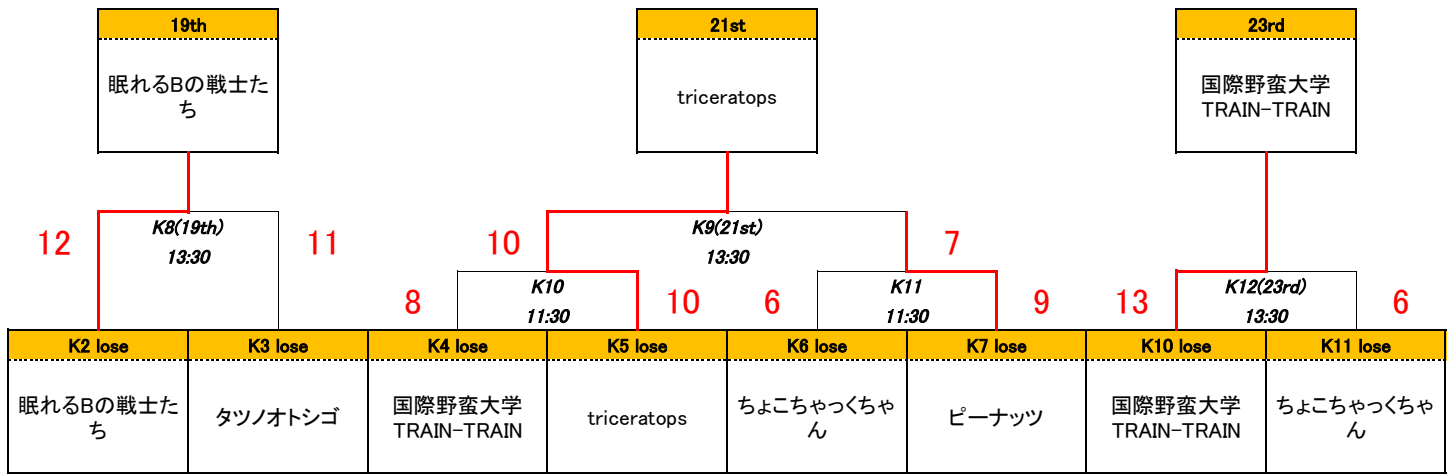 19th
21st
23rd
眠れるBの戦士た
ち
triceratops
国際野蛮大学
TRAIN-TRAIN
12
K8(19th)
13:30
11
10
K9(21st)
13:30
7
8
K10
11:30
10
6
K11
11:30
9
13
K12(23rd)
13:30
6
K2 lose
K3 lose
K4 lose
K5 lose
K6 lose
K7 lose
K10 lose
K11 lose
眠れるBの戦士た
ち
タツノオトシゴ
国際野蛮大学
TRAIN-TRAIN
triceratops
ちょこちゃっくちゃ
ん
ピーナッツ
国際野蛮大学
TRAIN-TRAIN
ちょこちゃっくちゃ
ん